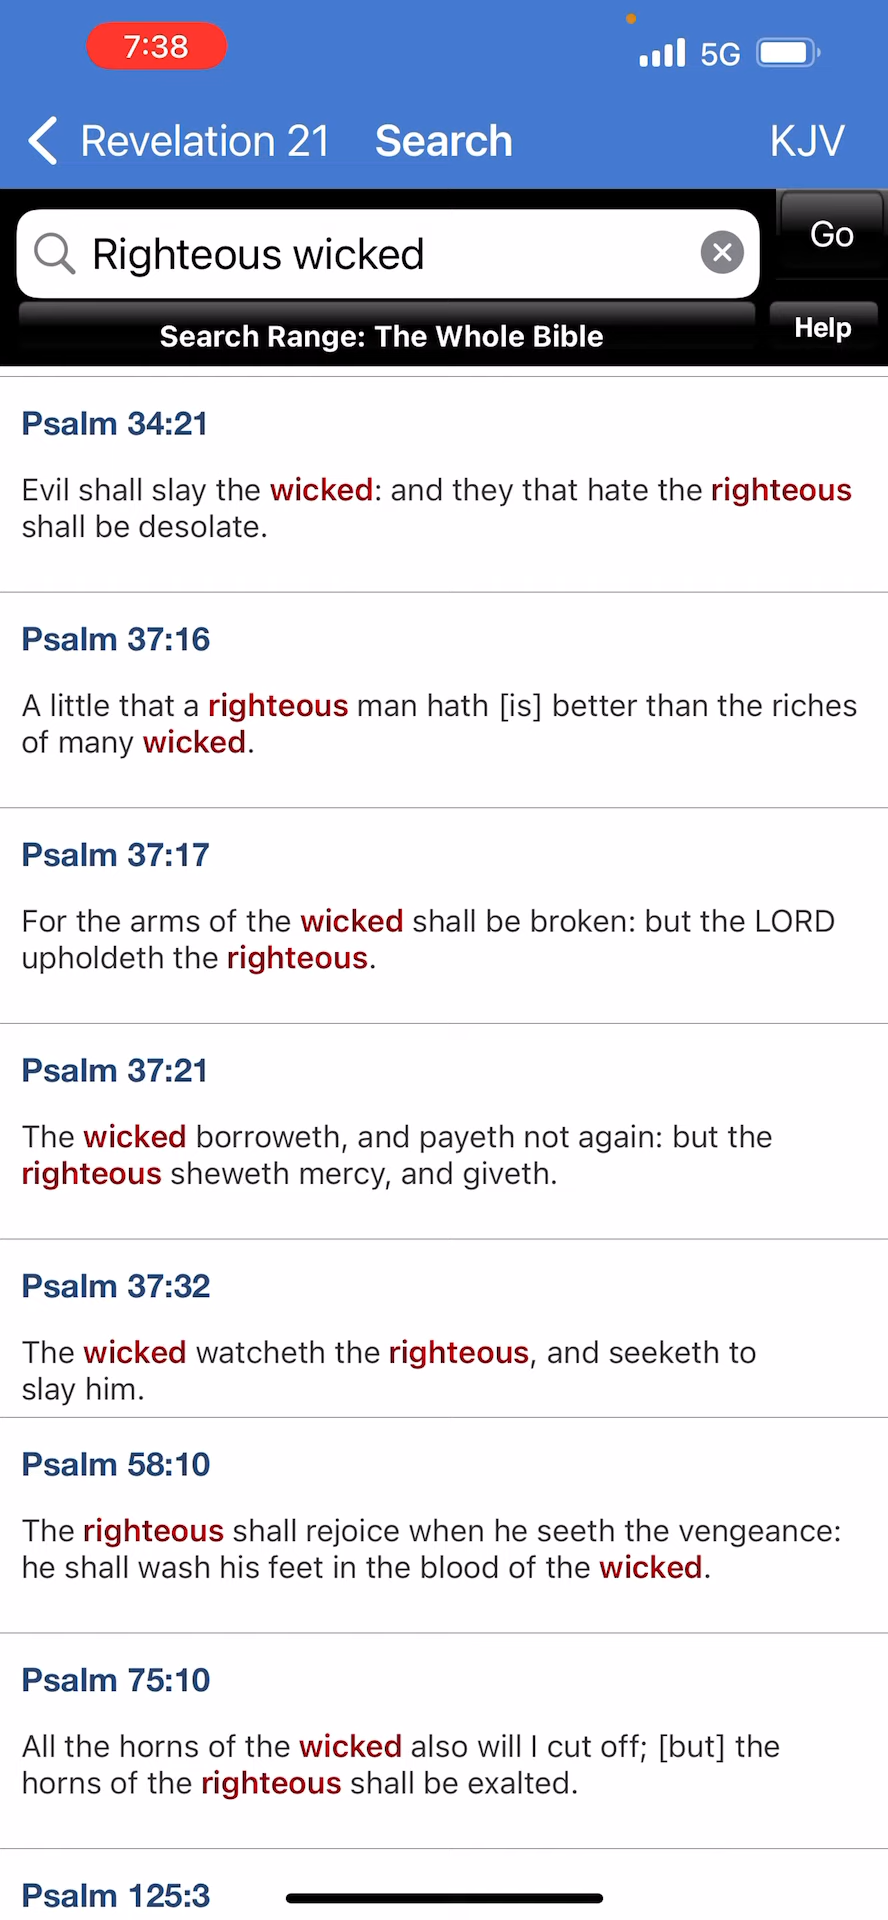 7:38
5G
Revelation 21 Search KJV
Righteous wicked
Go
Search Range: The Whole Bible
Help
Psalm 34:21
Evil shall slay the wicked: and they that hate the righteous
shall be desolate.
Psalm 37:16
A little that a righteous man hath [is] better than the riches
of many wicked.
Psalm 37:17
For the arms of the wicked shall be broken: but the LORD
upholdeth the righteous.
Psalm 37:21
The wicked borroweth, and payeth not again: but the
righteous sheweth mercy, and giveth.
Psalm 37:32
The wicked watcheth the righteous, and seeketh to
slay him.
Psalm 58:10
The righteous shall rejoice when he seeth the vengeance:
he shall wash his feet in the blood of the wicked.
Psalm 75:10
All the horns of the wicked also will I cut off; [but] the
horns of the righteous shall be exalted.
Psalm 125:3